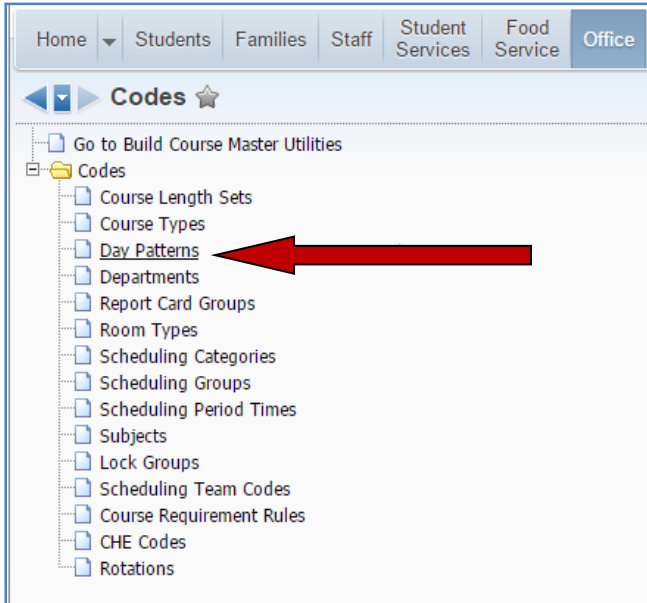 Home Students Families Staff Student Services Food Service Office
Codes
Go to Build Course Master Utilities
Codes
Course Length Sets
Course Types
Day Patterns
Departments
Report Card Groups
Room Types
Scheduling Categories
Scheduling Groups
Scheduling Period Times
Subjects
Lock Groups
Scheduling Team Codes
Course Requirement Rules
CHE Codes
Rotations